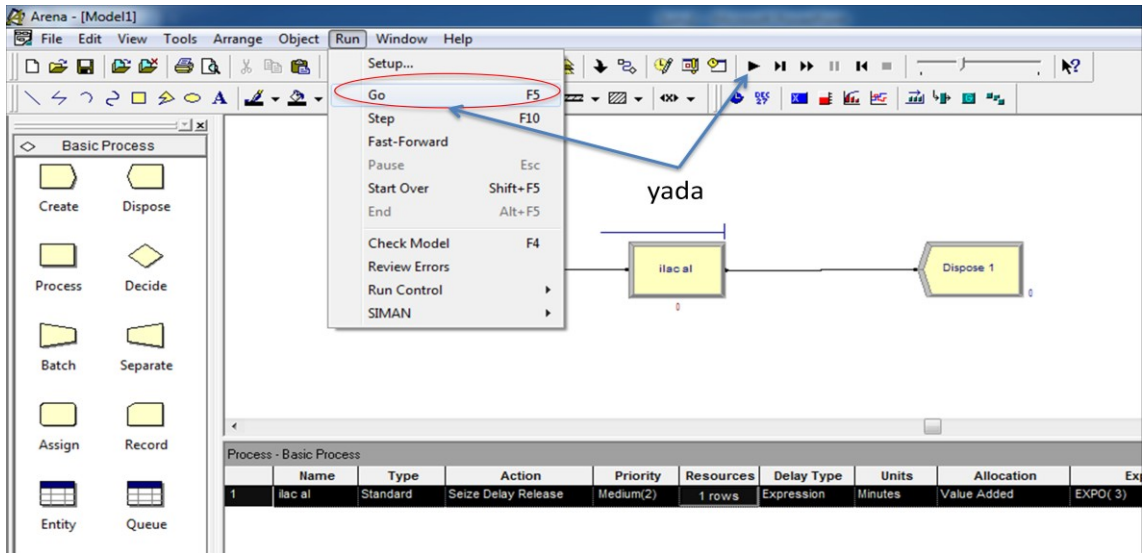 Arena - [Model1]
File Edit View Tools Arrange Object Run Window Help
Setup...
Go F5
Step F10
Fast-Forward
Pause Esc
Start Over Shift+F5
End Alt+F5
Check Model F4
Review Errors
Run Control
SIMAN
yada
Basic Process
Create Dispose
Process Decide
Batch Separate
Assign Record
Entity Queue
ilac al
0
Dispose 1
0
Process - Basic Process
Name Type Action Priority Resources Delay Type Units Allocation
1 ilac al Standard Seize Delay Release Medium(2) 1 rows Expression Minutes Value Added EXPO( 3)